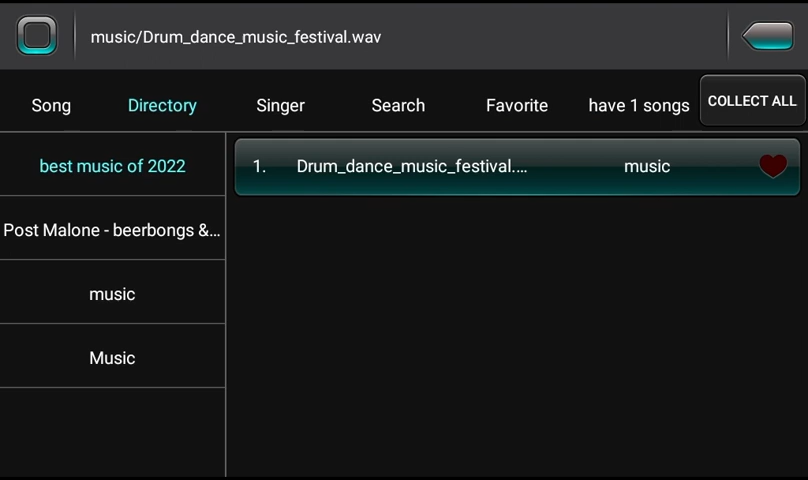 music/Drum_dance_music_festival.wav
Song
Directory
Singer
Search
Favorite
have 1 songs
COLLECT ALL
best music of 2022
Post Malone - beerbongs &...
music
Music
1. Drum_dance_music_festival.... music